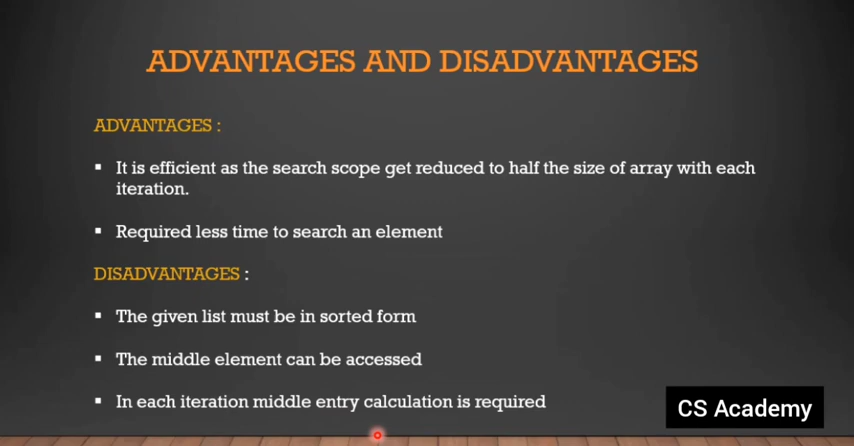 ADVANTAGES AND DISADVANTAGES
ADVANTAGES :
▪ It is efficient as the search scope get reduced to half the size of array with each
iteration.
▪ Required less time to search an element
DISADVANTAGES :
▪ The given list must be in sorted form
▪ The middle element can be accessed
▪ In each iteration middle entry calculation is required
CS Academy